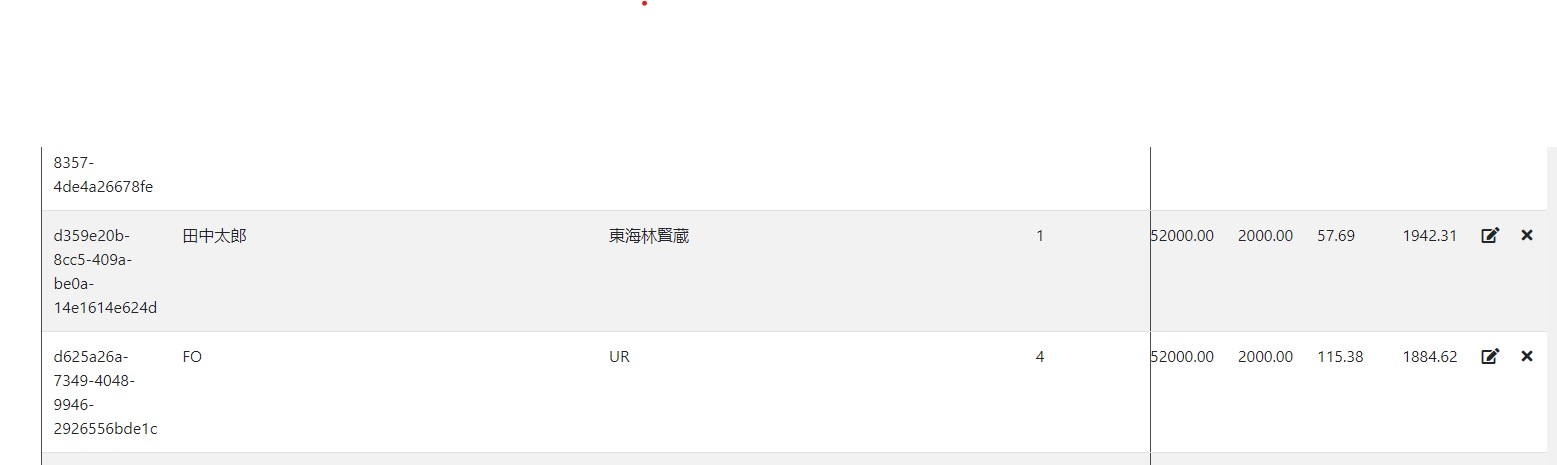 8357-
4de4a26678fe
d359e20b-
8cc5-409a-
be0a-
14e1614e624d
田中太郎
東海林賢蔵
1
52000.00
2000.00
57.69
1942.31
d625a26a-
7349-4048-
9946-
2926556bde1c
FO
UR
4
52000.00
2000.00
115.38
1884.62